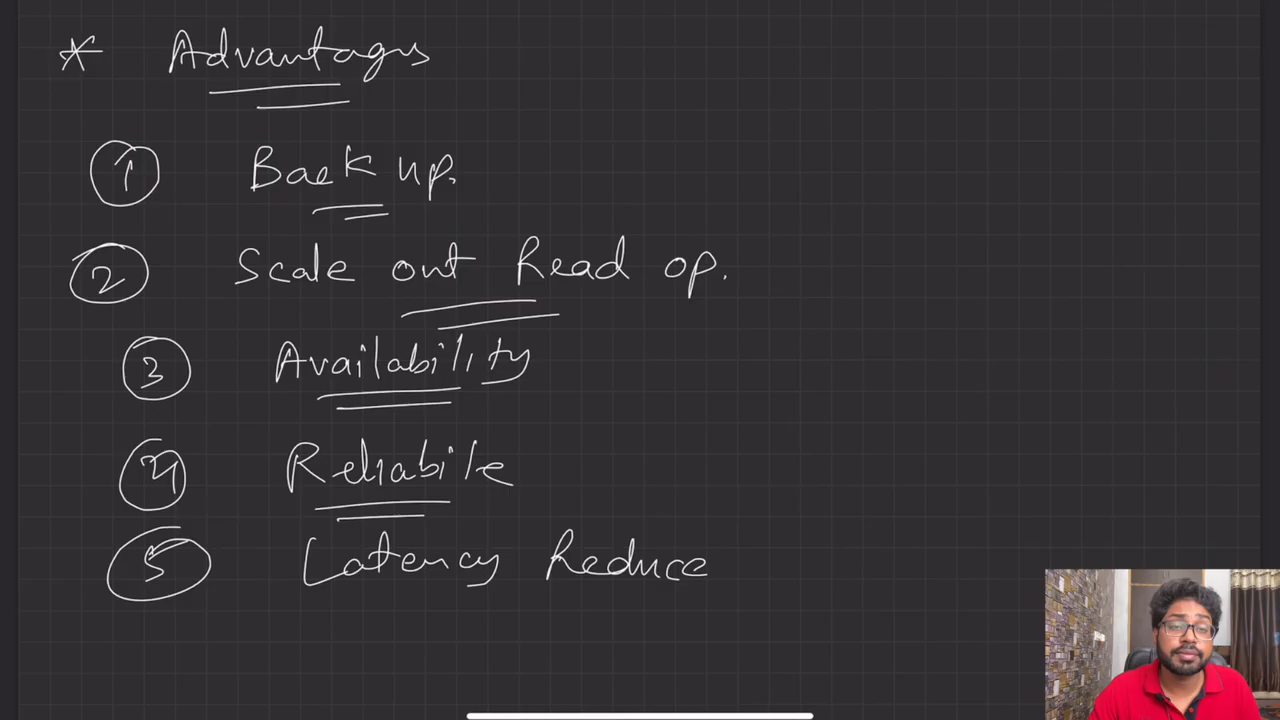 * Advantages
1 Back up.
2 Scale out Read op.
3 Availability
4 Reliabile
5 Latency Reduce